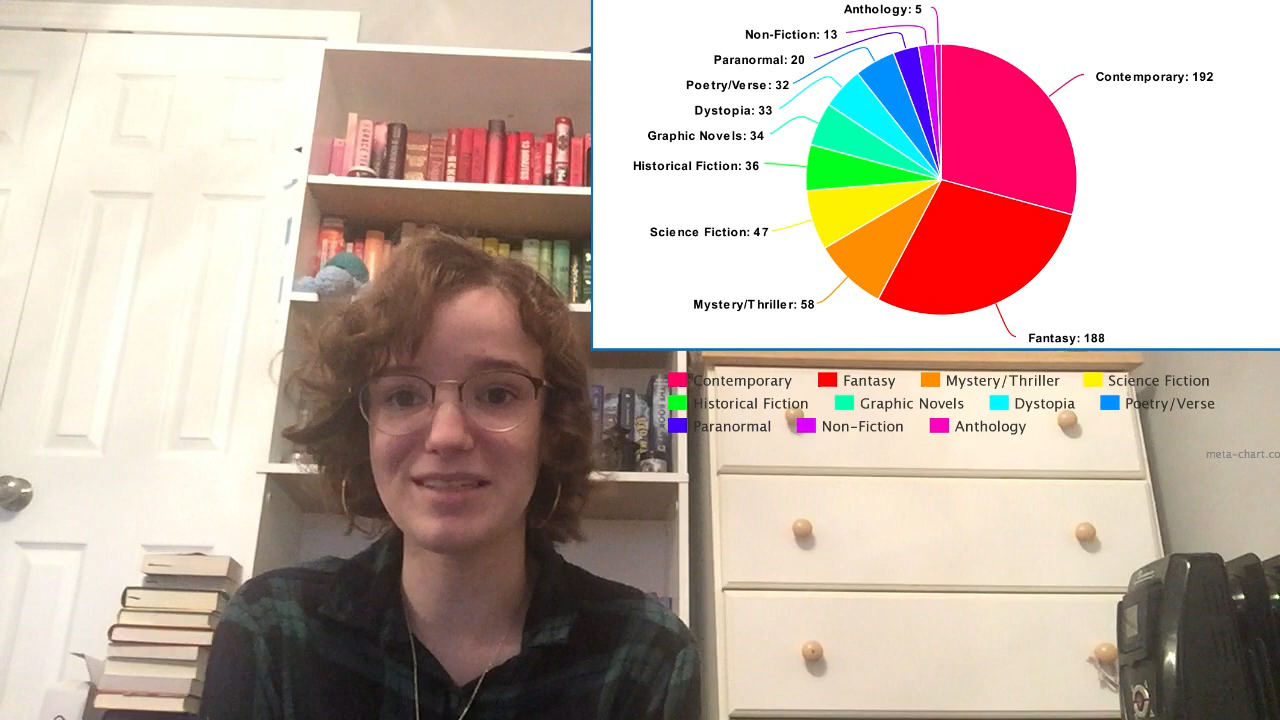 Anthology: 5
Non-Fiction: 13
Contemporary: 192
Paranormal: 20
Poetry/Verse: 32
Dystopia: 33
Graphic Novels: 34
Historical Fiction: 36
Science Fiction: 47
Mystery/Thriller: 58
Fantasy: 188
Contemporary Fantasy Mystery/Thriller Science Fiction
Historical Fiction Graphic Novels Dystopia Poetry/Verse
Paranormal Non-Fiction Anthology
meta-chart.co